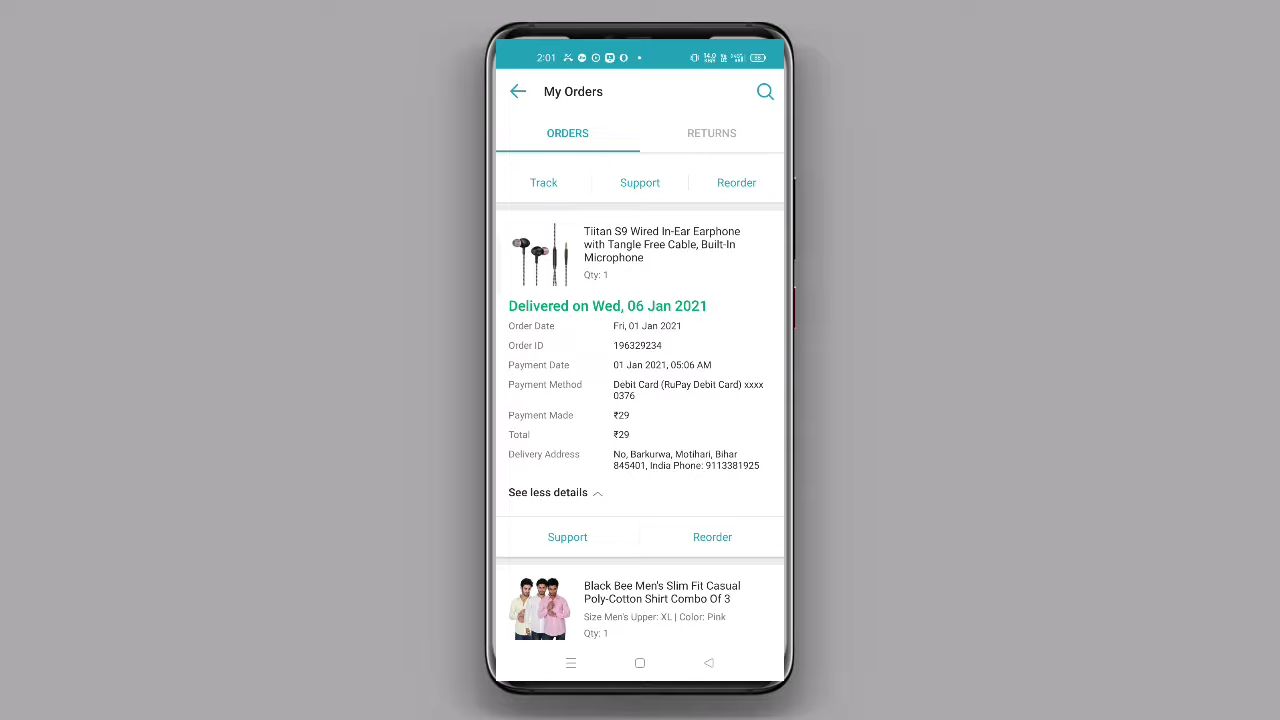 2:01
My Orders
ORDERS RETURNS
Track Support Reorder
Tiitan S9 Wired In-Ear Earphone
with Tangle Free Cable, Built-In
Microphone
Qty: 1
Delivered on Wed, 06 Jan 2021
Order Date Fri, 01 Jan 2021
Order ID 196329234
Payment Date 01 Jan 2021, 05:06 AM
Payment Method Debit Card (RuPay Debit Card) xxxx
0376
Payment Made ₹29
Total ₹29
Delivery Address No, Barkurwa, Motihari, Bihar
845401, India Phone: 9113381925
See less details
Support Reorder
Black Bee Men's Slim Fit Casual
Poly-Cotton Shirt Combo Of 3
Size Men's Upper: XL | Color: Pink
Qty: 1